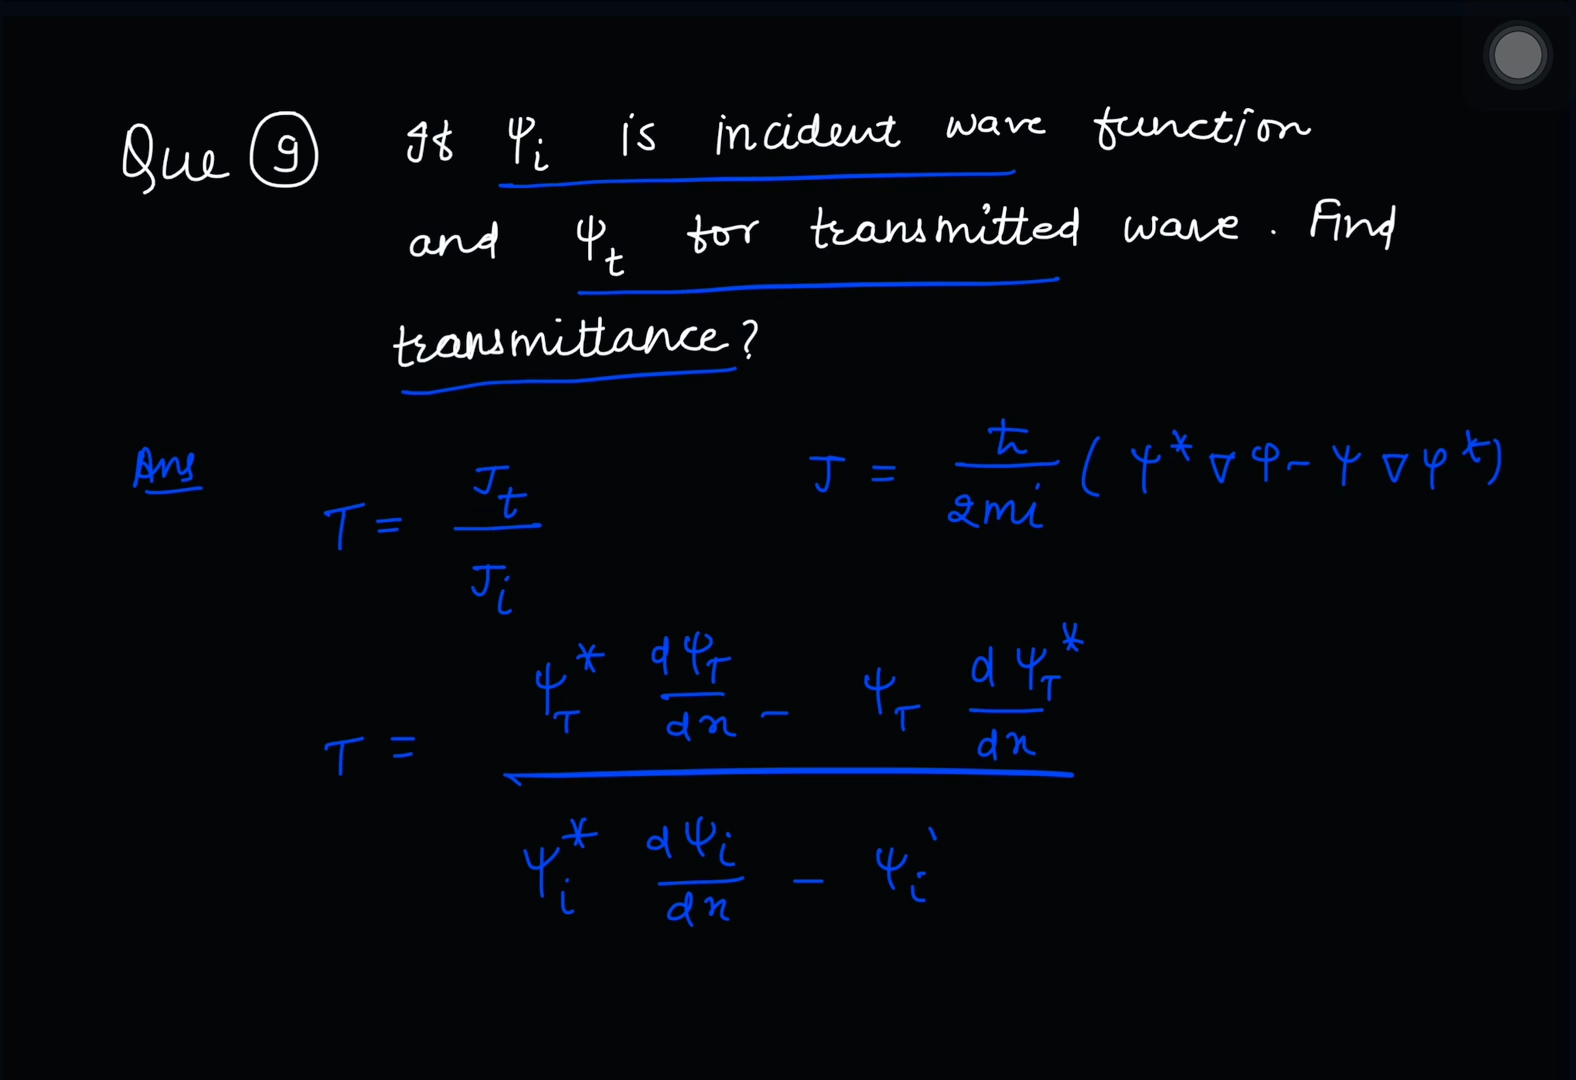 Que 9 If ψi is incident wave function
and ψt for transmitted wave. Find
transmittance?
Ans T = Jt / Ji J = ħ / 2mi (ψ* ∇ φ - ψ ∇ φ*)
T = ψT* dψT/dx - ψT dψT*/dx
ψi* dψi/dx - ψi